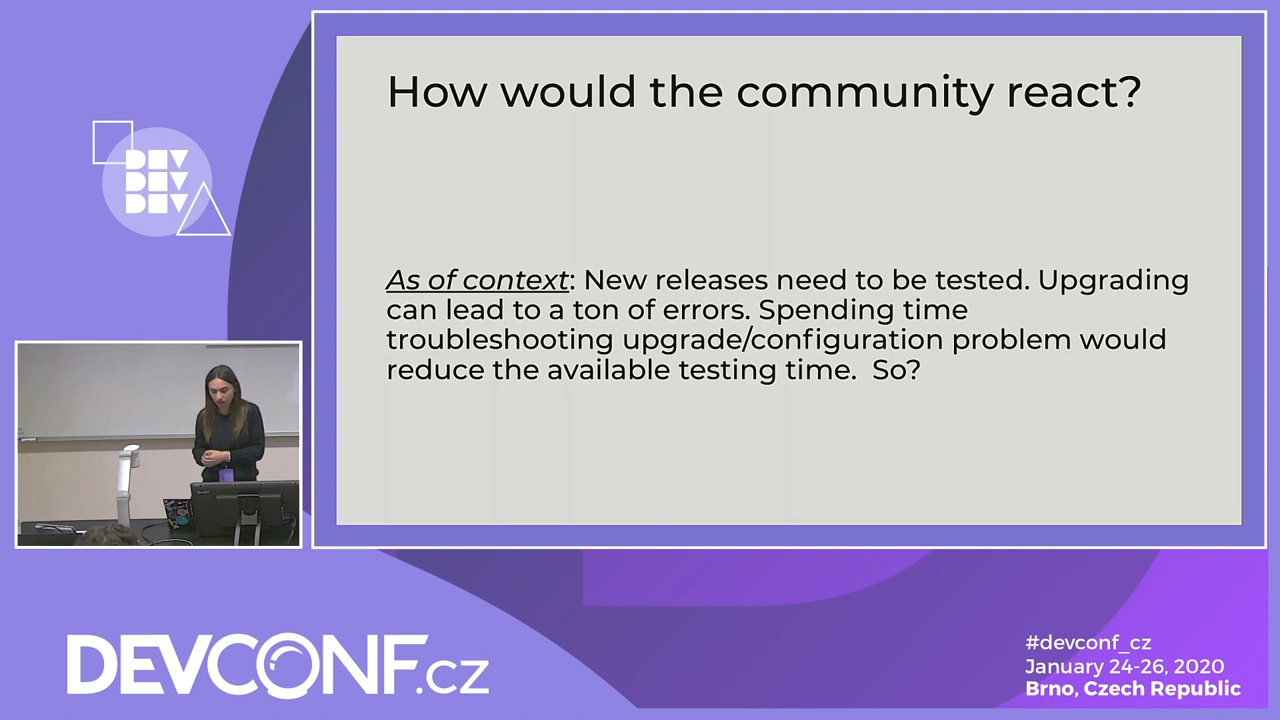 How would the community react?
As of context: New releases need to be tested. Upgrading
can lead to a ton of errors. Spending time
troubleshooting upgrade/configuration problem would
reduce the available testing time.  So?
DEV
DEV
DEV
DEVCONF.cz
#devconf_cz
January 24-26, 2020
Brno, Czech Republic